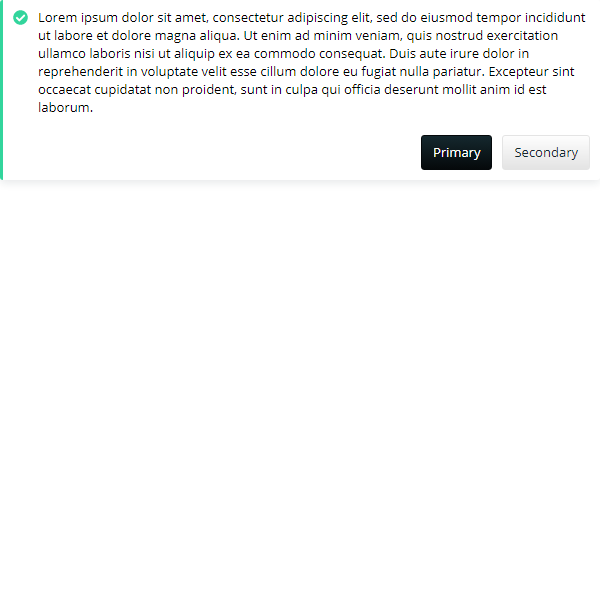 Lorem ipsum dolor sit amet, consectetur adipiscing elit, sed do eiusmod tempor incididunt
ut labore et dolore magna aliqua. Ut enim ad minim veniam, quis nostrud exercitation
ullamco laboris nisi ut aliquip ex ea commodo consequat. Duis aute irure dolor in
reprehenderit in voluptate velit esse cillum dolore eu fugiat nulla pariatur. Excepteur sint
occaecat cupidatat non proident, sunt in culpa qui officia deserunt mollit anim id est
laborum.
Primary
Secondary